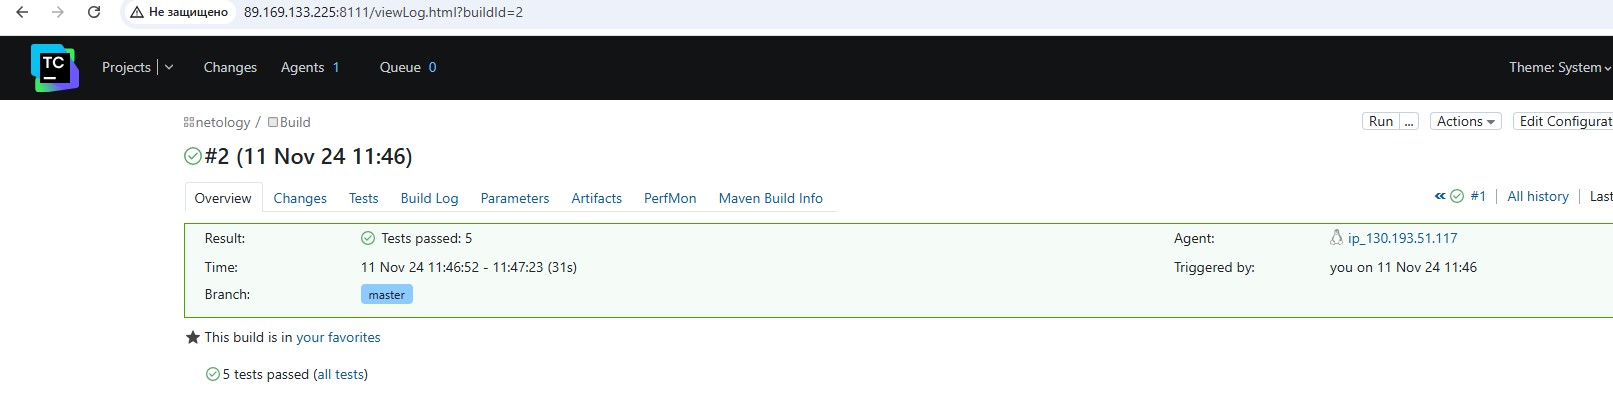 Не защищено 89.169.133.225:8111/viewLog.html?buildId=2
TC Projects Changes Agents 1 Queue 0 Theme: System
netology / Build Run ... Actions Edit Configurat
#2 (11 Nov 24 11:46)
Overview Changes Tests Build Log Parameters Artifacts PerfMon Maven Build Info « #1 All history Last
Result: Tests passed: 5 Agent: ip_130.193.51.117
Time: 11 Nov 24 11:46:52 - 11:47:23 (31s) Triggered by: you on 11 Nov 24 11:46
Branch: master
This build is in your favorites
5 tests passed (all tests)